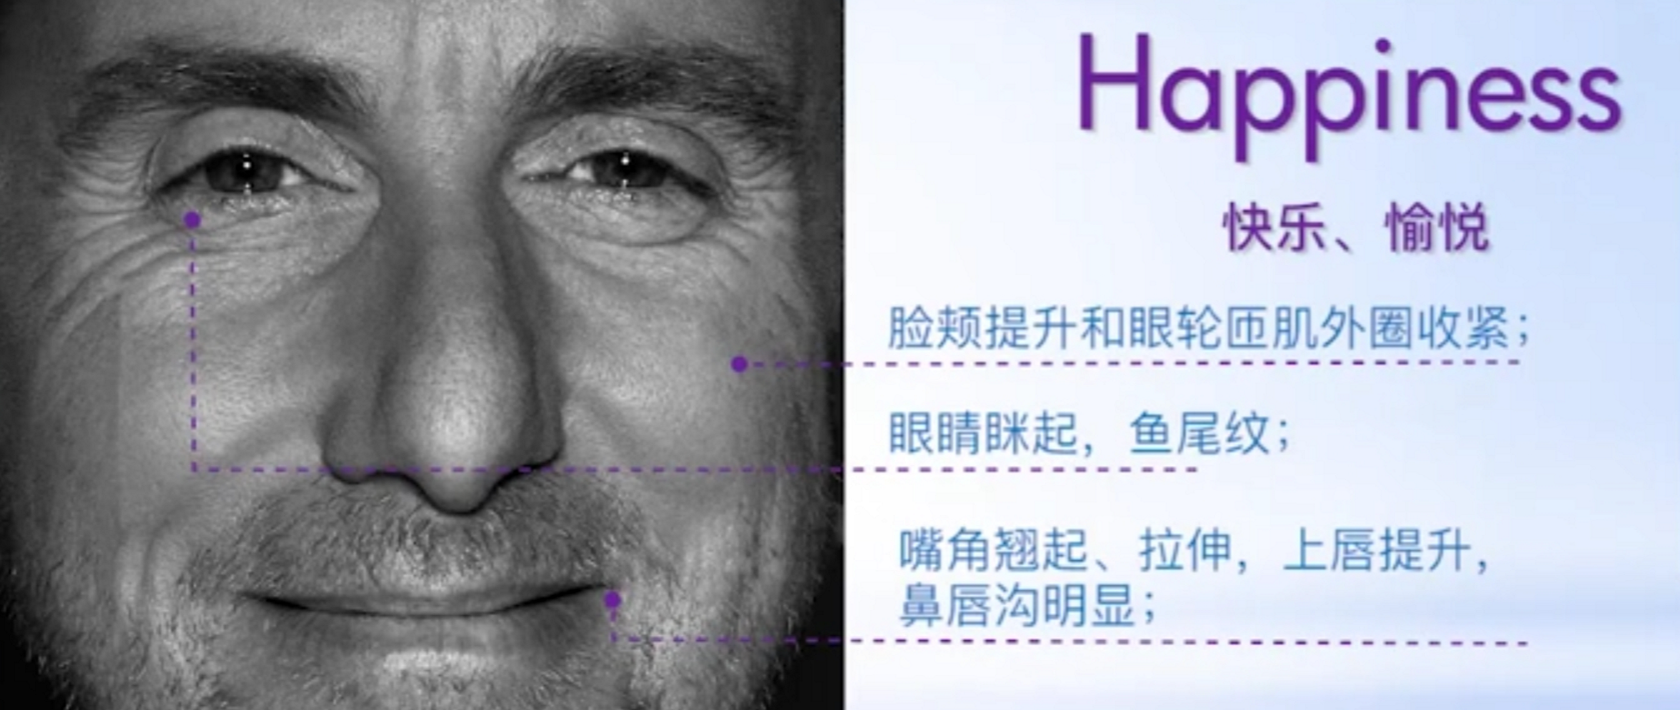 Happiness
快乐、愉悦
脸颊提升和眼轮匝肌外圈收紧；
眼睛眯起，鱼尾纹；
嘴角翘起、拉伸，上唇提升，
鼻唇沟明显；